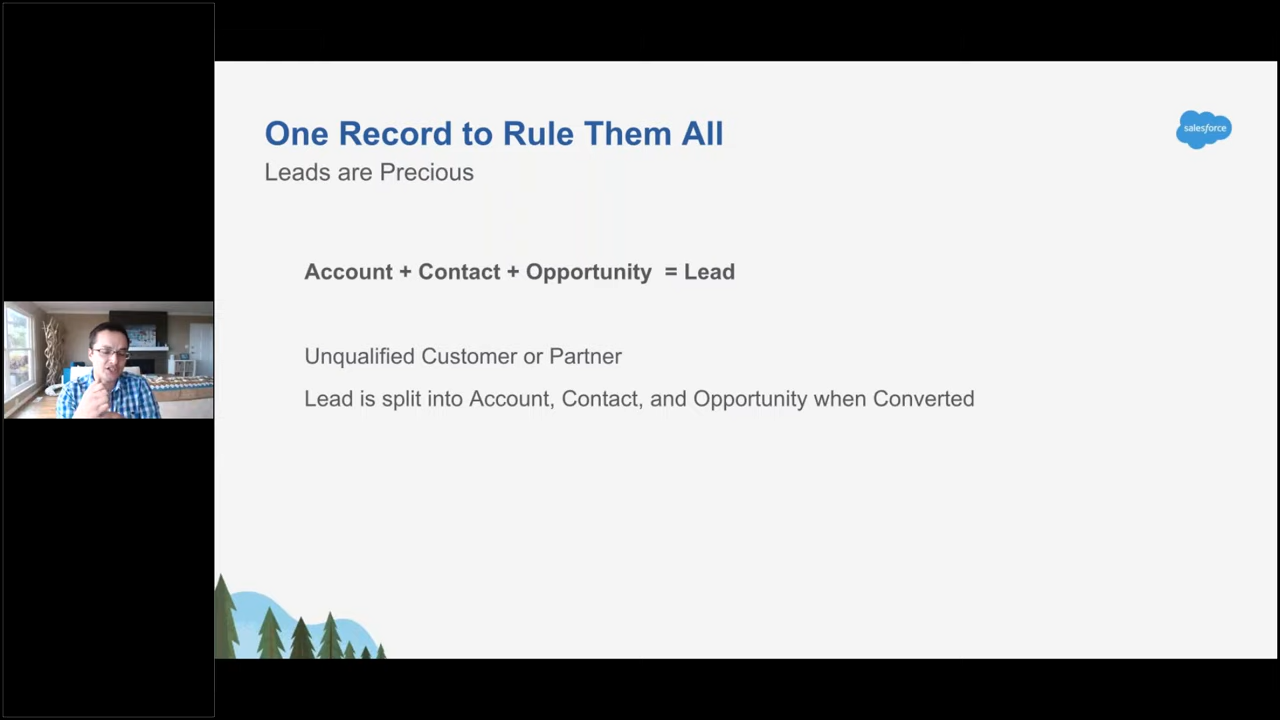 One Record to Rule Them All
salesforce
Leads are Precious
Account + Contact + Opportunity  = Lead
Unqualified Customer or Partner
Lead is split into Account, Contact, and Opportunity when Converted